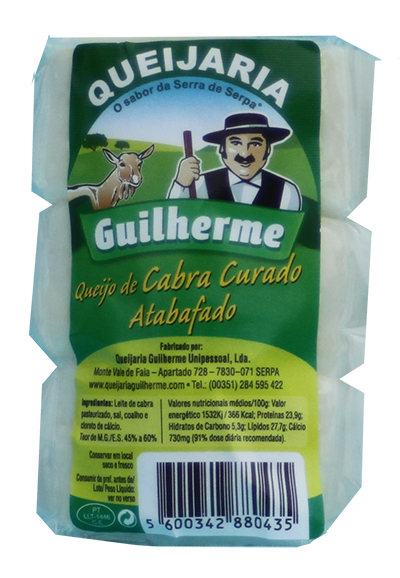 QUEIJARIA
O sabor da Serra de Serpa®
Guilherme
Queijo de Cabra Curado
Atabafado
Fabricado por:
Queijaria Guilherme Unipessoal, Lda.
Monte Vale de Faia – Apartado 728 – 7830–071 SERPA
www.queijariaguilherme.com • Tel.: (00351) 284 595 422
Ingredientes: Leite de cabra
pasteurizado, sal, coalho e
cloreto de cálcio.
Teor de M.G./E.S. 45% a 60%
Valores nutricionais médios/100g: Valor
energético 1532Kj / 366 Kcal; Proteínas 23,9g;
Hidratos de Carbono 5,3g; Lípidos 27,7g; Cálcio
730mg (91% dose diária recomendada).
Conservar em local
seco e fresco
Consumir de pref. antes de/
Lote/ Peso Líquido:
ver no verso
PT
C.E.
5 600342 880435